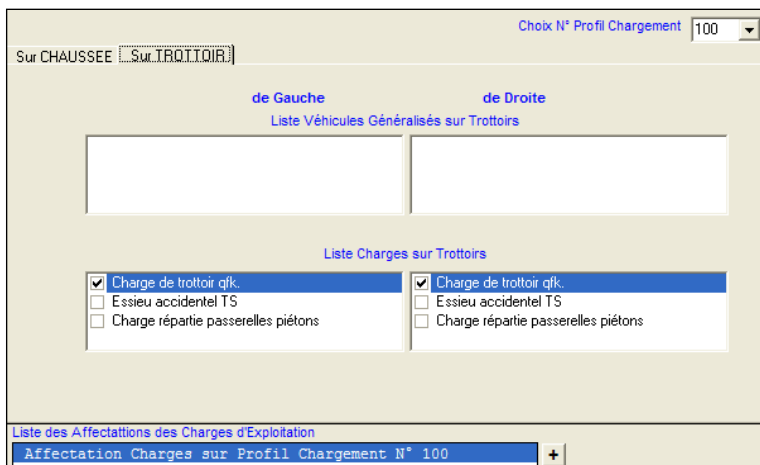 Choix N° Profil Chargement 100
Sur CHAUSSEE Sur TROTTOIR
de Gauche de Droite
Liste Véhicules Généralisés sur Trottoirs
Liste Charges sur Trottoirs
Charge de trottoir qfk. Charge de trottoir qfk.
Essieu accidentel TS Essieu accidentel TS
Charge répartie passerelles piétons Charge répartie passerelles piétons
Liste des Affectattions des Charges d'Exploitation
Affectation Charges sur Profil Chargement N° 100 +